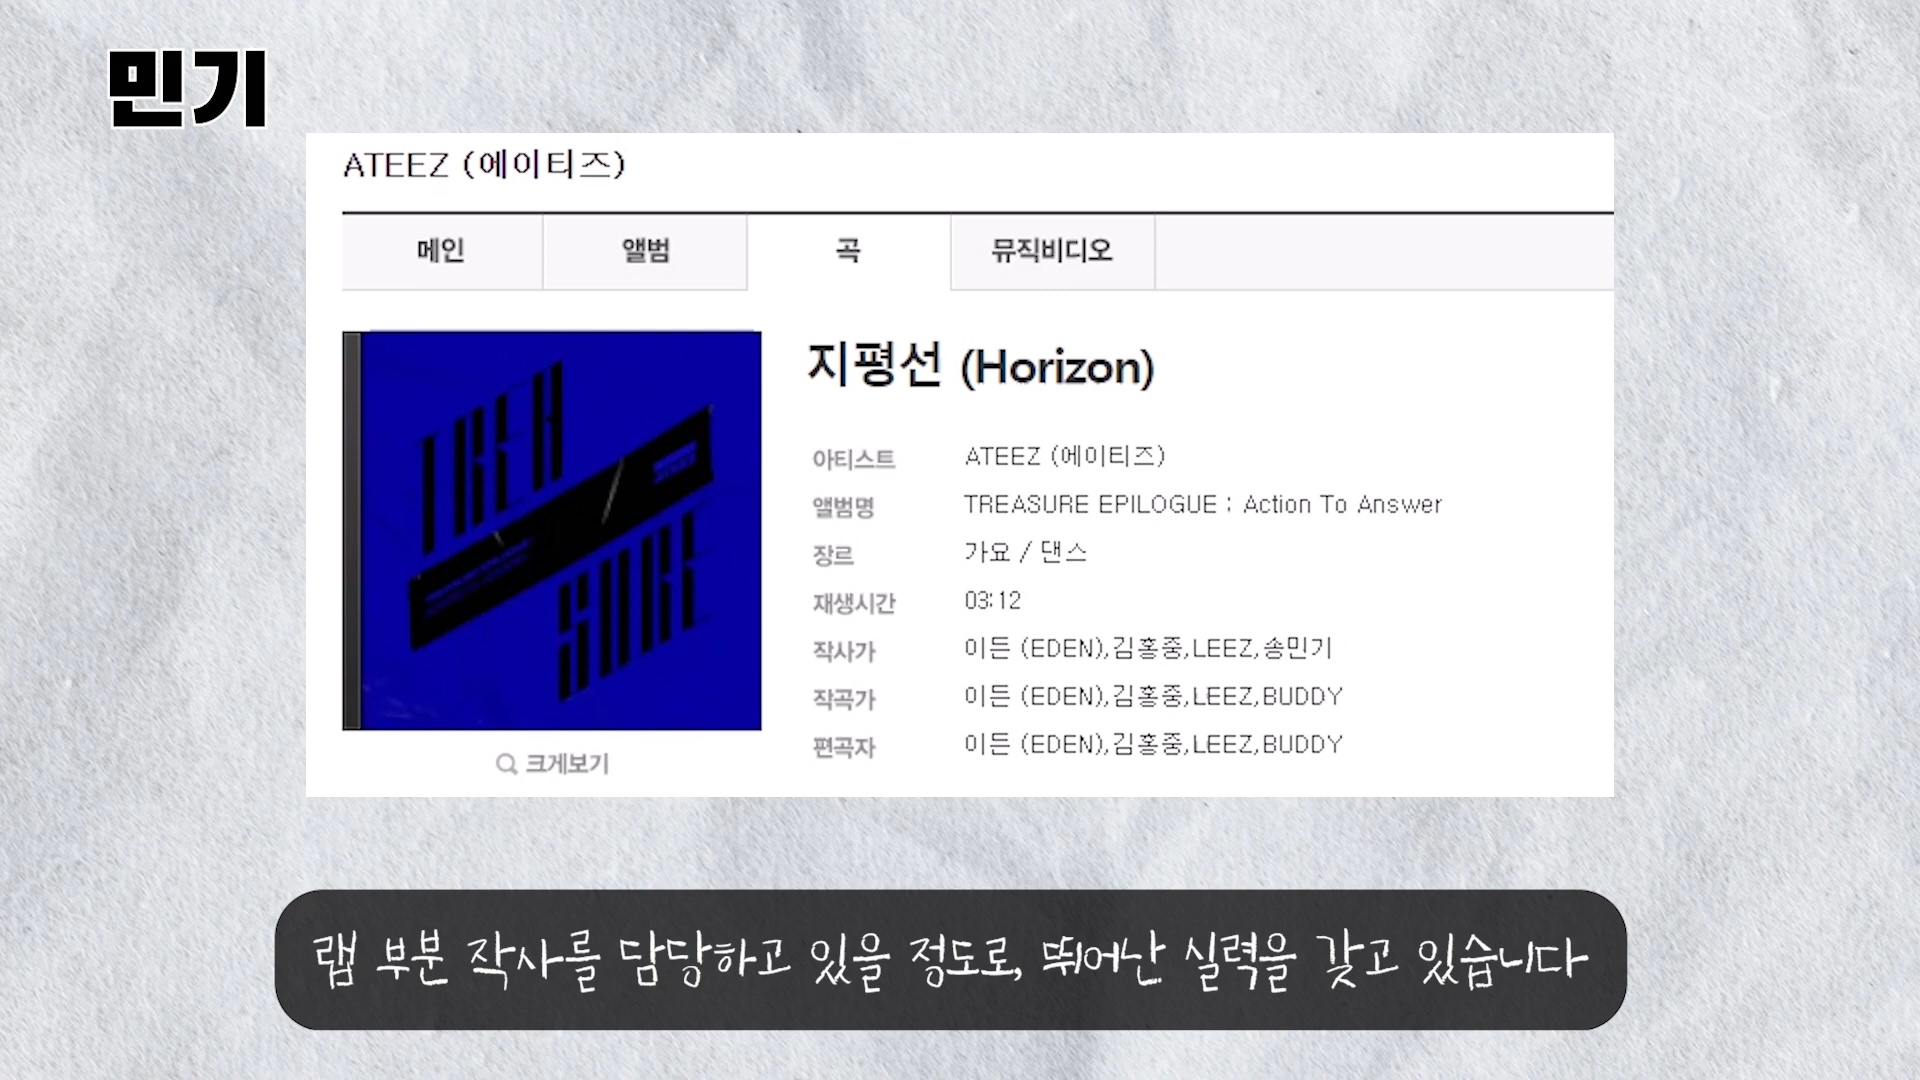 민기
ATEEZ (에이티즈)
메인 앨범 곡 뮤직비디오
TREA
SURE
크게보기
지평선 (Horizon)
아티스트 ATEEZ (에이티즈)
앨범명 TREASURE EPILOGUE : Action To Answer
장르 가요 / 댄스
재생시간 03:12
작사가 이든 (EDEN),김홍중,LEEZ,송민기
작곡가 이든 (EDEN),김홍중,LEEZ,BUDDY
편곡자 이든 (EDEN),김홍중,LEEZ,BUDDY
랩 부분 작사를 담당하고 있을 정도로, 뛰어난 실력을 갖고 있습니다